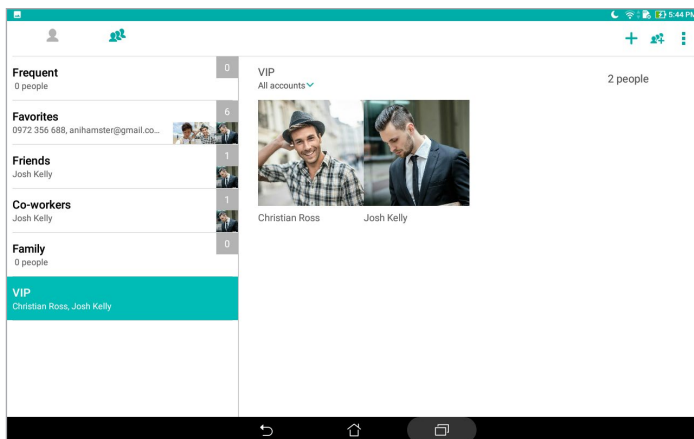 5:44 PM
Frequent
0
0 people
Favorites
6
0972 356 688, anihamster@gmail.co...
Friends
1
Josh Kelly
Co-workers
1
Josh Kelly
Family
0
0 people
VIP
Christian Ross, Josh Kelly
VIP
All accounts
2 people
Christian Ross
Josh Kelly